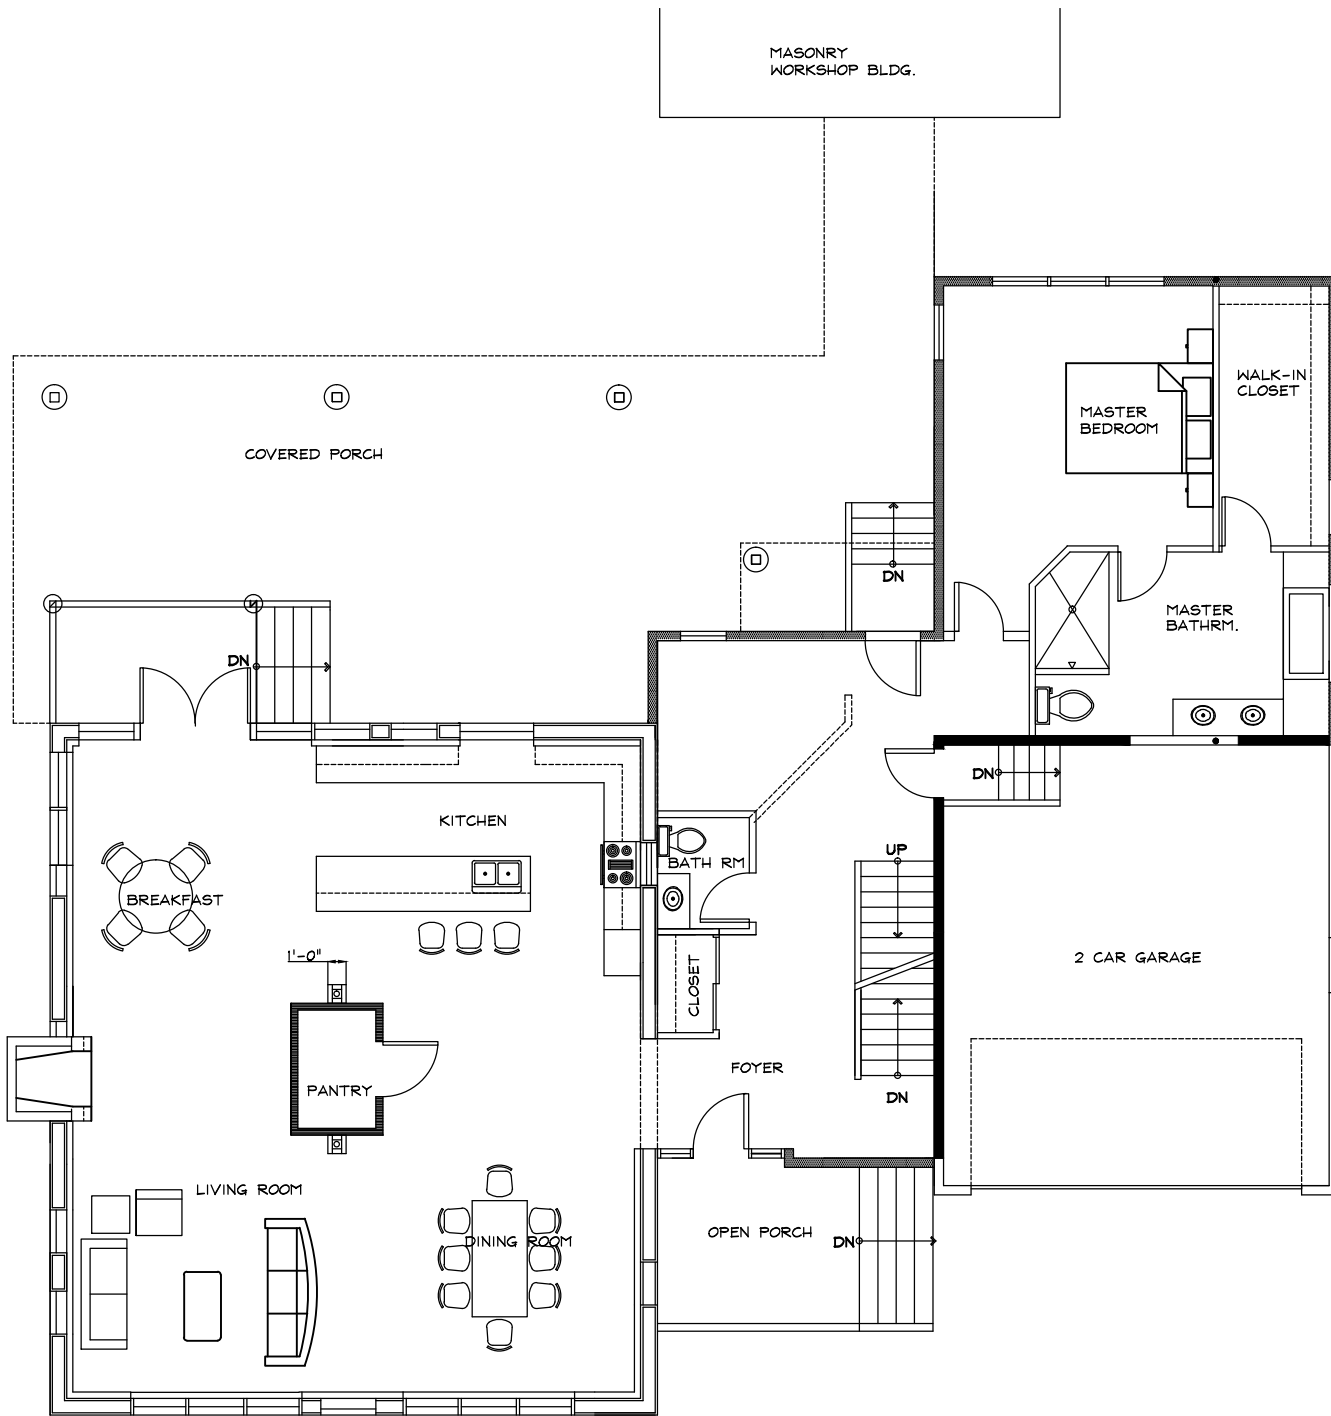 MASONRY
WORKSHOP BLDG.
WALK-IN
CLOSET
MASTER
BEDROOM
COVERED PORCH
DN
MASTER
BATHRM.
DN
DN
KITCHEN
UP
BATH RM
BREAKFAST
1'-0"
CLOSET
2 CAR GARAGE
FOYER
PANTRY
DN
LIVING ROOM
OPEN PORCH
DINING ROOM
DN